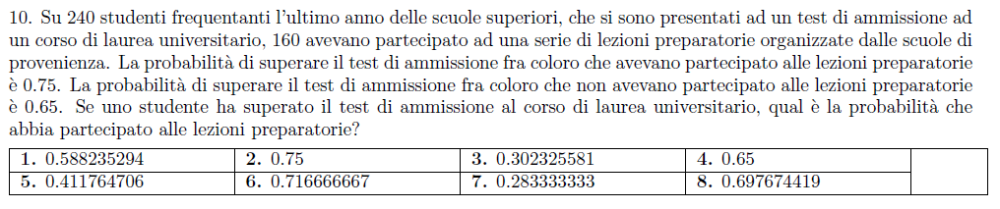 10. Su 240 studenti frequentanti l'ultimo anno delle scuole superiori, che si sono presentati ad un test di ammissione ad
un corso di laurea universitario, 160 avevano partecipato ad una serie di lezioni preparatorie organizzate dalle scuole di
provenienza. La probabilità di superare il test di ammissione fra coloro che avevano partecipato alle lezioni preparatorie
è 0.75. La probabilità di superare il test di ammissione fra coloro che non avevano partecipato alle lezioni preparatorie
è 0.65. Se uno studente ha superato il test di ammissione al corso di laurea universitario, qual è la probabilità che
abbia partecipato alle lezioni preparatorie?
1. 0.588235294 2. 0.75 3. 0.302325581 4. 0.65
5. 0.411764706 6. 0.716666667 7. 0.283333333 8. 0.697674419